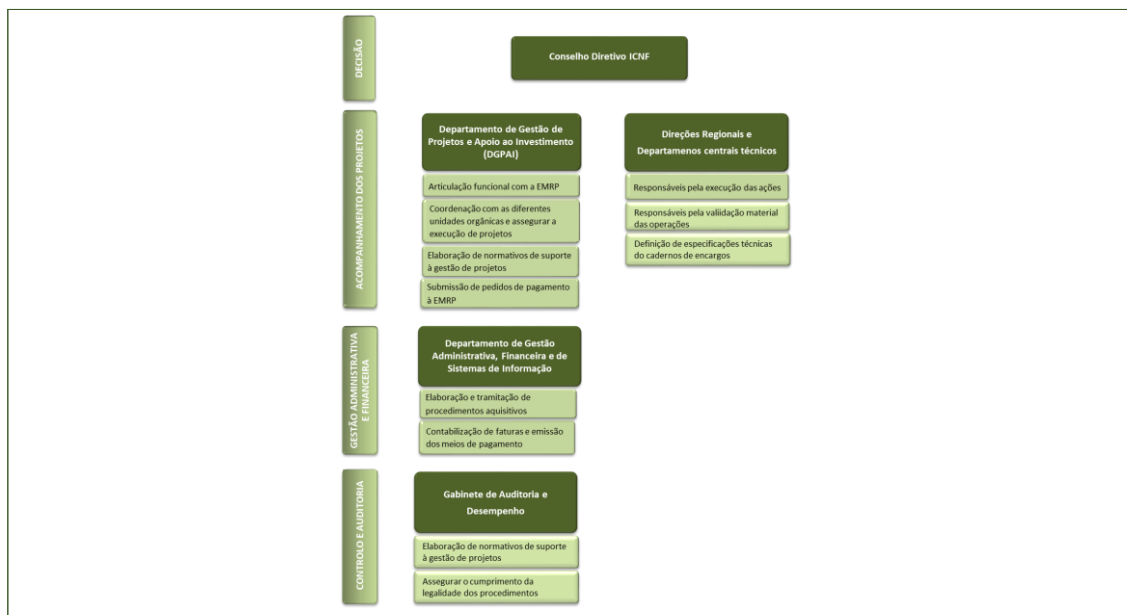 DECISÃO
Conselho Diretivo ICNF
ACOMPANHAMENTO DOS PROJETOS
Departamento de Gestão de
Projetos e Apoio ao Investimento
(DGPAI)
Articulação funcional com a EMRP
Coordenação com as diferentes
unidades orgânicas e assegurar a
execução de projetos
Elaboração de normativos de suporte
à gestão de projetos
Submissão de pedidos de pagamento
à EMRP
Direções Regionais e
Departamenos centrais técnicos
Responsáveis pela execução das ações
Responsáveis pela valiidação material
das operações
Definição de especificações técnicas
do cadernos de encargos
GESTÃO ADMINISTRATIVA
E FINANCEIRA
Departamento de Gestão
Administrativa, Financeira e de
Sistemas de Informação
Elaboração e tramitação de
procedimentos aquisitivos
Contabilização de faturas e emissão
dos meios de pagamento
CONTROLO E AUDITORIA
Gabinete de Auditoria e
Desempenho
Elaboração de normativos de suporte
à gestão de projetos
Assegurar o cumprimento da
legalidade dos procedimentos